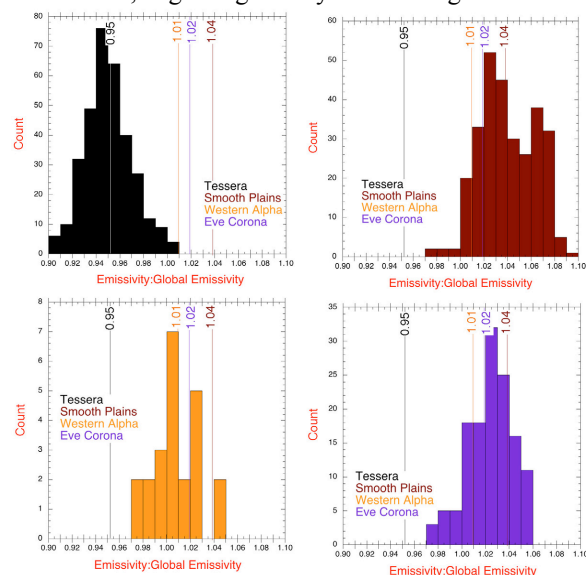 80
70
60
50
40
30
20
10
0
Count
0.95
1.01
1.02
1.04
Tessera
Smooth Plains
Western Alpha
Eve Corona
0.90 0.92 0.94 0.96 0.98 1.00 1.02 1.04 1.06 1.08 1.10
Emissivity:Global Emissivity
60
50
40
30
20
10
0
Count
0.95
1.01
1.02
1.04
Tessera
Smooth Plains
Western Alpha
Eve Corona
0.90 0.92 0.94 0.96 0.98 1.00 1.02 1.04 1.06 1.08 1.10
Emissivity:Global Emissivity
8
7
6
5
4
3
2
1
0
Count
0.95
1.01
1.02
1.04
Tessera
Smooth Plains
Western Alpha
Eve Corona
0.90 0.92 0.94 0.96 0.98 1.00 1.02 1.04 1.06 1.08 1.10
Emissivity:Global Emissivity
35
30
25
20
15
10
5
0
Count
0.95
1.01
1.02
1.04
Tessera
Smooth Plains
Western Alpha
Eve Corona
0.90 0.92 0.94 0.96 0.98 1.00 1.02 1.04 1.06 1.08 1.10
Emissivity:Global Emissivity